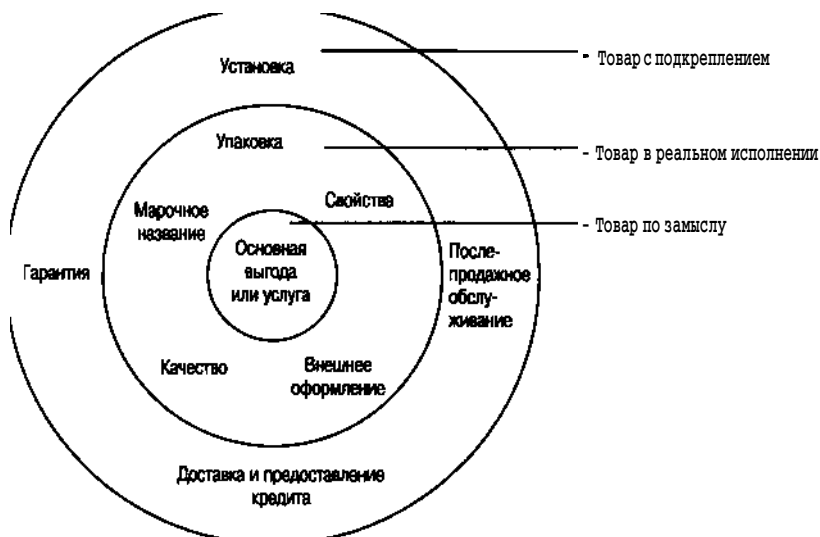 Установка
- Товар с подкреплением
Упаковка
- Товар в реальном исполнении
Марочное
название
Свойства
- Товар по замыслу
Основная
выгода
или услуга
Гарантия
После-
продажное
обслу-
живание
Качество
Внешнее
оформление
Доставка и предоставление
кредита